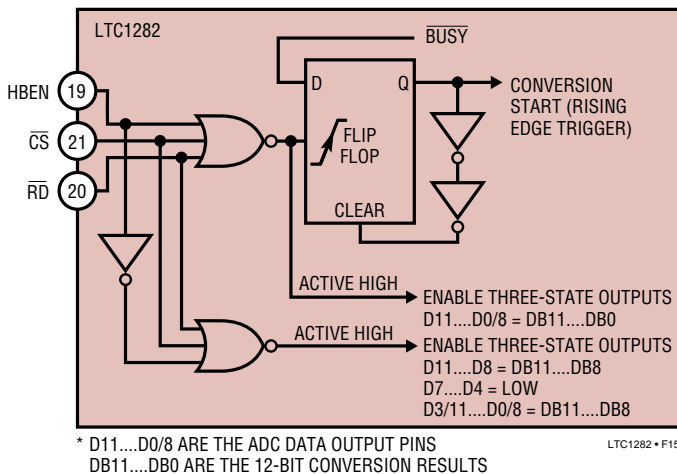 LTC1282
BUSY
HBEN 19
D Q
CONVERSION
START (RISING
EDGE TRIGGER)
CS 21
FLIP
FLOP
RD 20
CLEAR
ACTIVE HIGH
ENABLE THREE-STATE OUTPUTS
D11....D0/8 = DB11....DB0
ACTIVE HIGH
ENABLE THREE-STATE OUTPUTS
D11....D8 = DB11....DB8
D7....D4 = LOW
D3/11....D0/8 = DB11....DB8
* D11....D0/8 ARE THE ADC DATA OUTPUT PINS
DB11....DB0 ARE THE 12-BIT CONVERSION RESULTS
LTC1282 • F15